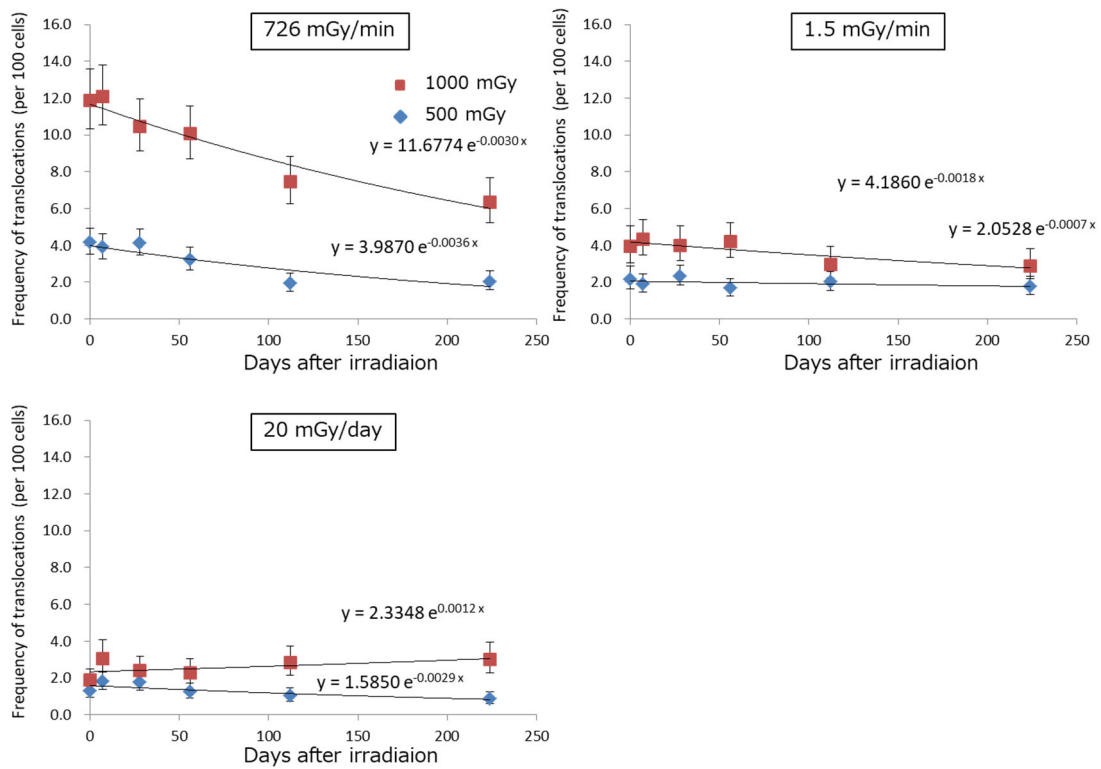 726 mGy/min
Frequency of translocations (per 100 cells)
16.0
14.0
12.0
10.0
8.0
6.0
4.0
2.0
0.0
1000 mGy
500 mGy
y = 11.6774 e^-0.0030 x
y = 3.9870 e^-0.0036 x
0 50 100 150 200 250
Days after irradiaion
1.5 mGy/min
Frequency of translocations (per 100 cells)
16.0
14.0
12.0
10.0
8.0
6.0
4.0
2.0
0.0
y = 4.1860 e^-0.0018 x
y = 2.0528 e^-0.0007 x
0 50 100 150 200 250
Days after irradiaion
20 mGy/day
Frequency of translocations (per 100 cells)
16.0
14.0
12.0
10.0
8.0
6.0
4.0
2.0
0.0
y = 2.3348 e^0.0012 x
y = 1.5850 e^-0.0029 x
0 50 100 150 200 250
Days after irradiaion